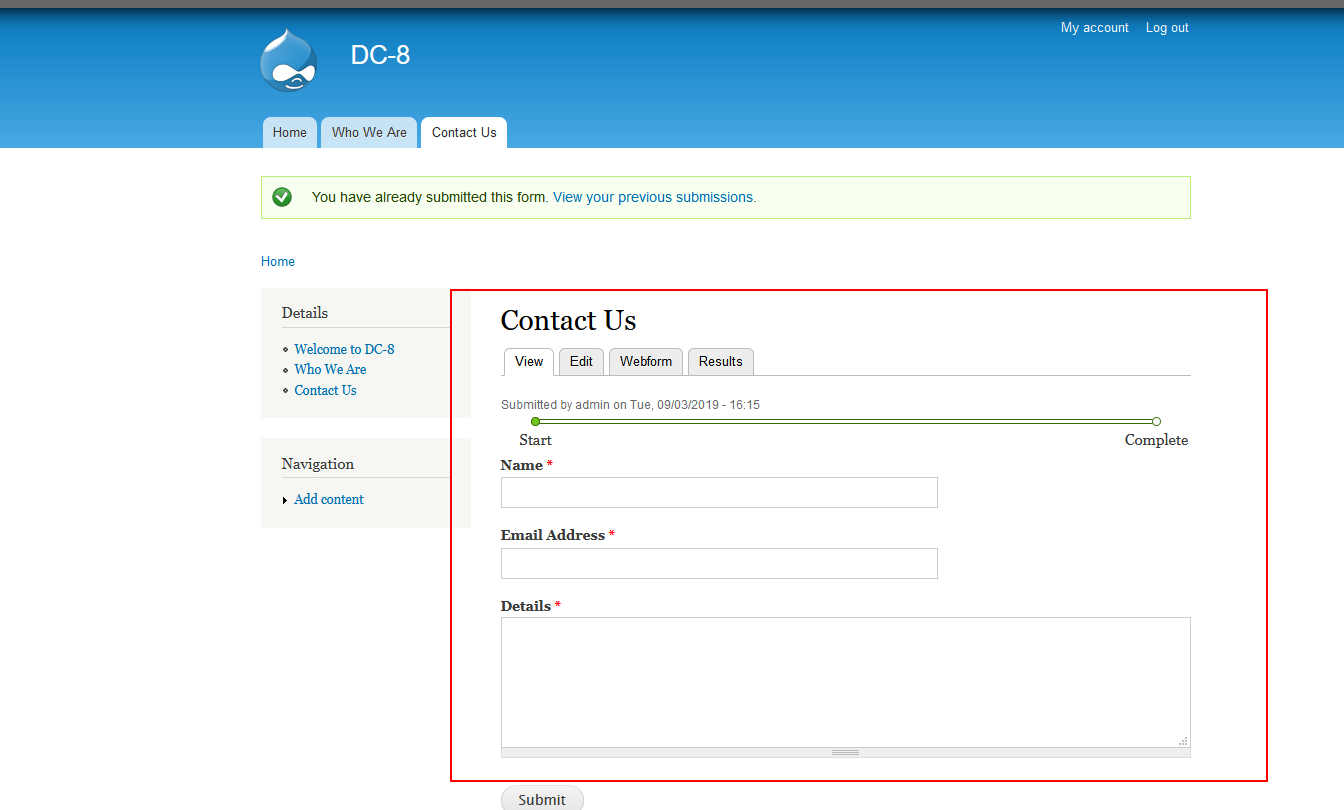 My account Log out
DC-8
Home Who We Are Contact Us
You have already submitted this form. View your previous submissions.
Home
Details
Welcome to DC-8
Who We Are
Contact Us
Navigation
Add content
Contact Us
View Edit Webform Results
Submitted by admin on Tue, 09/03/2019 - 16:15
Start Complete
Name *
Email Address *
Details *
Submit